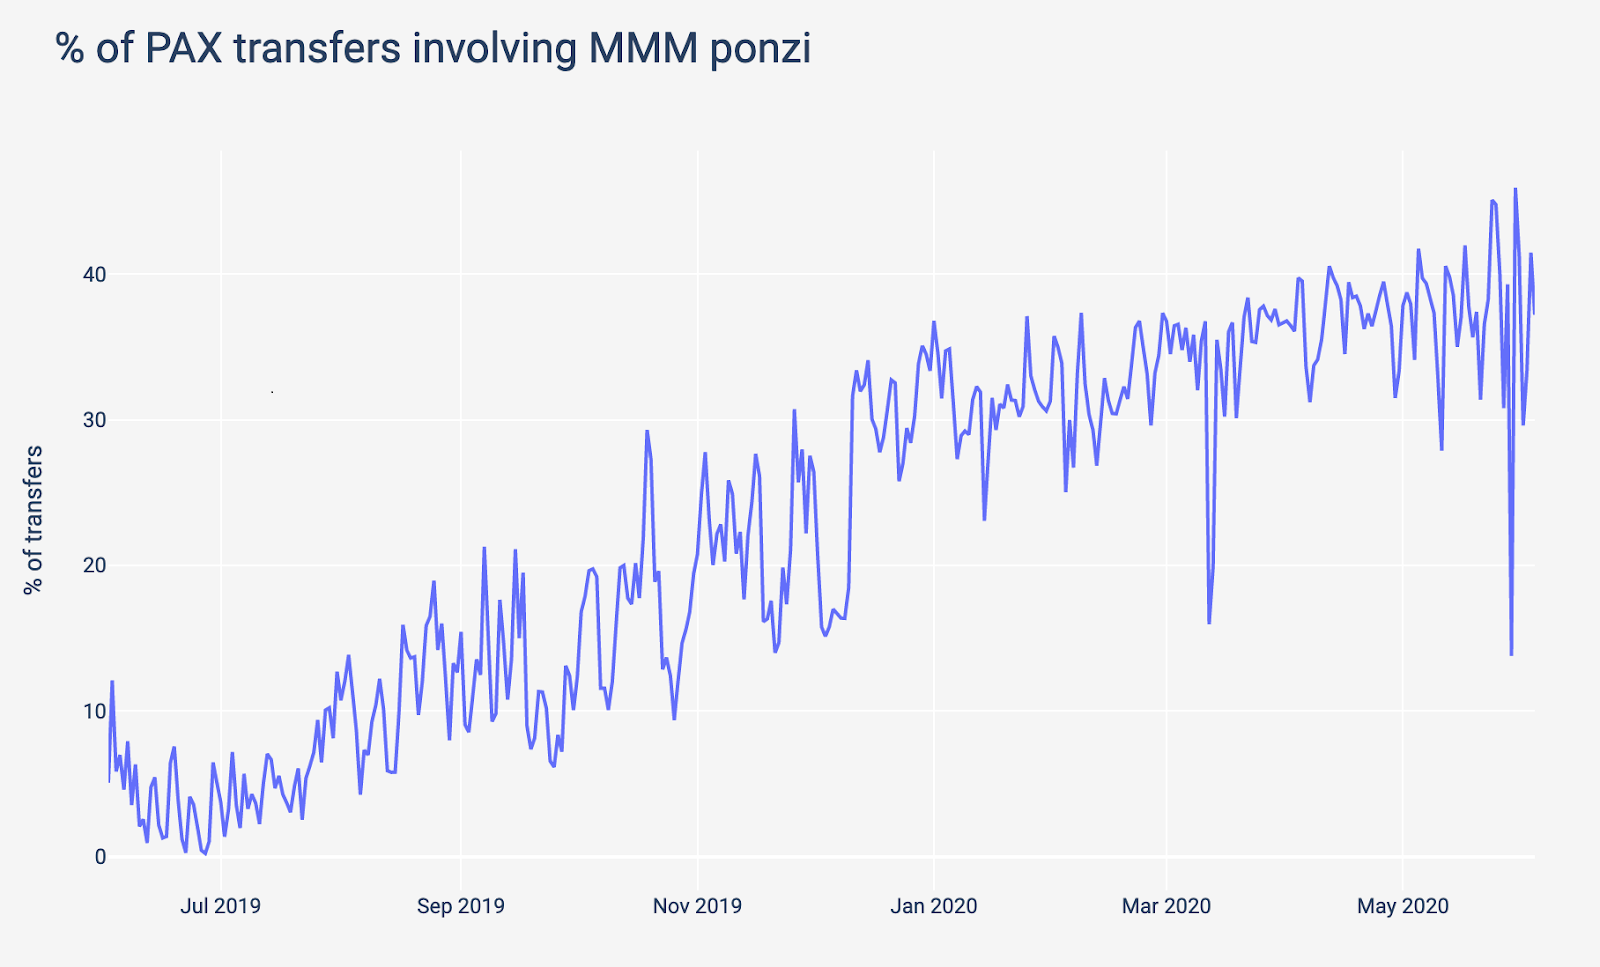 % of PAX transfers involving MMM ponzi
% of transfers
40
30
20
10
0
Jul 2019 Sep 2019 Nov 2019 Jan 2020 Mar 2020 May 2020